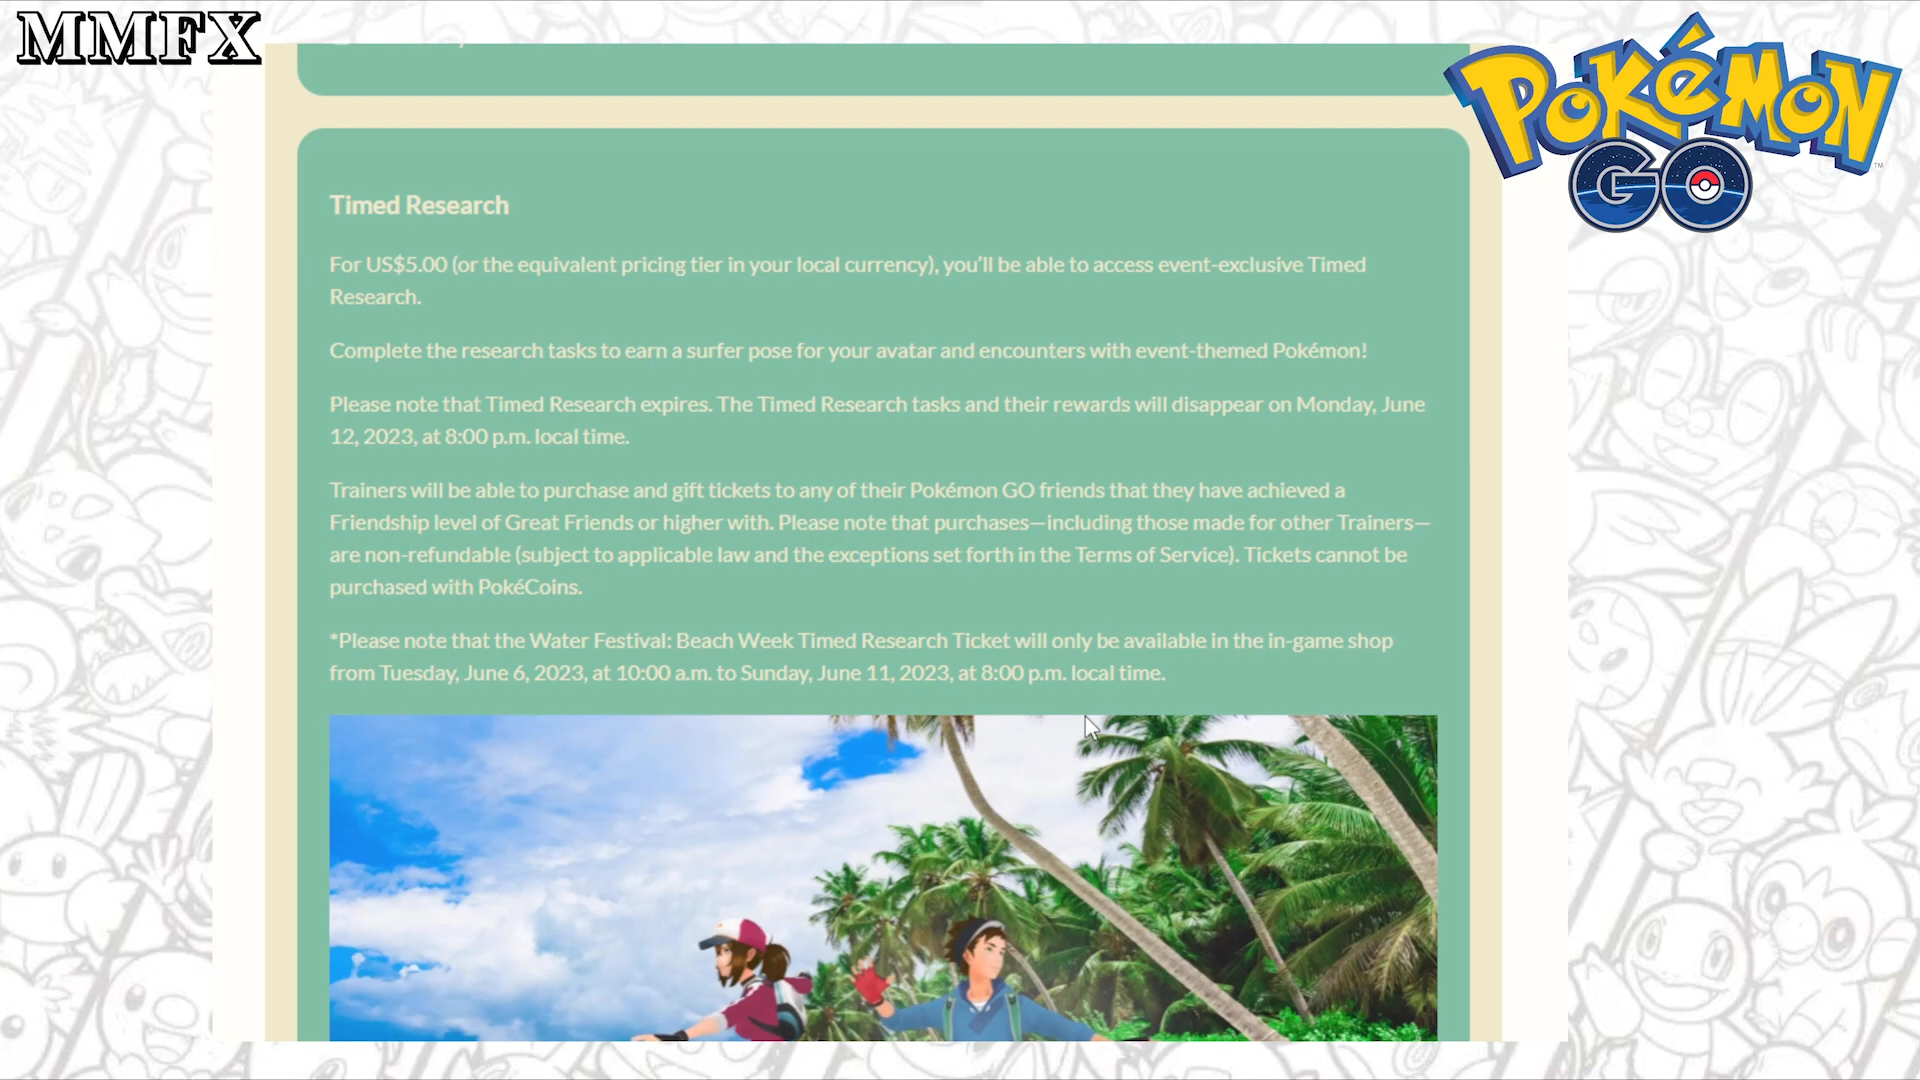 MMFX
POKéMON
GO
TM
Timed Research
For US$5.00 (or the equivalent pricing tier in your local currency), you'll be able to access event-exclusive Timed
Research.
Complete the research tasks to earn a surfer pose for your avatar and encounters with event-themed Pokémon!
Please note that Timed Research expires. The Timed Research tasks and their rewards will disappear on Monday, June
12, 2023, at 8:00 p.m. local time.
Trainers will be able to purchase and gift tickets to any of their Pokémon GO friends that they have achieved a
Friendship level of Great Friends or higher with. Please note that purchases—including those made for other Trainers—
are non-refundable (subject to applicable law and the exceptions set forth in the Terms of Service). Tickets cannot be
purchased with PokéCoins.
*Please note that the Water Festival: Beach Week Timed Research Ticket will only be available in the in-game shop
from Tuesday, June 6, 2023, at 10:00 a.m. to Sunday, June 11, 2023, at 8:00 p.m. local time.